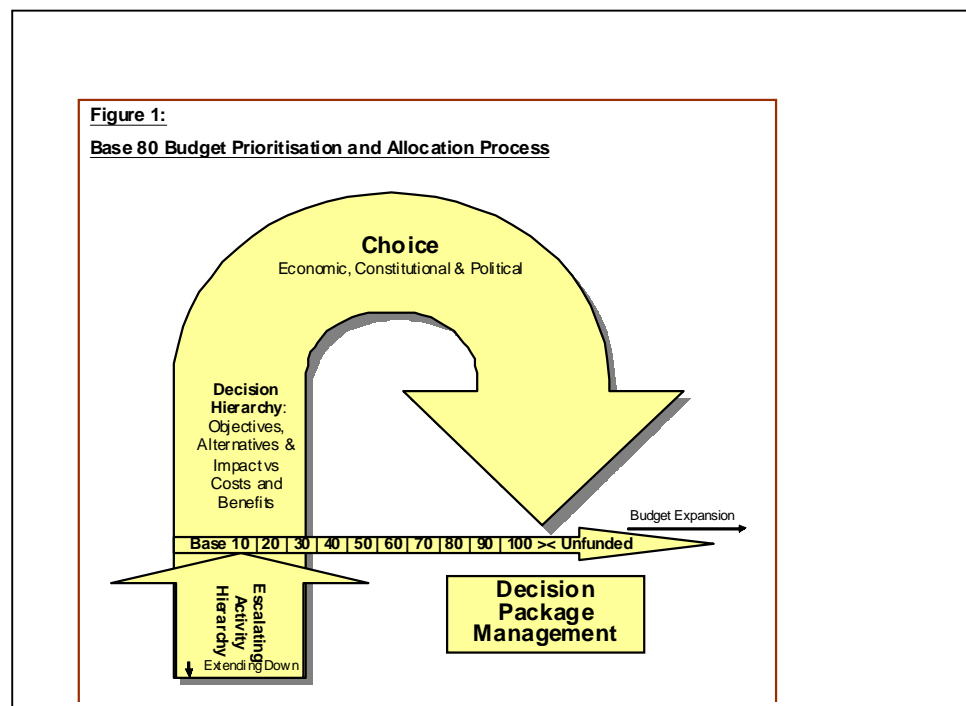 Figure 1:
Base 80 Budget Prioritisation and Allocation Process
Choice
Economic, Constitutional & Political
Decision
Hierarchy:
Objectives,
Alternatives &
Impact vs
Costs and
Benefits
Budget Expansion
Base 10 | 20 | 30 | 40 | 50 | 60 | 70 | 80 | 90 | 100 >< Unfunded
Escalating
Activity
Hierarchy
Extending Down
Decision
Package
Management